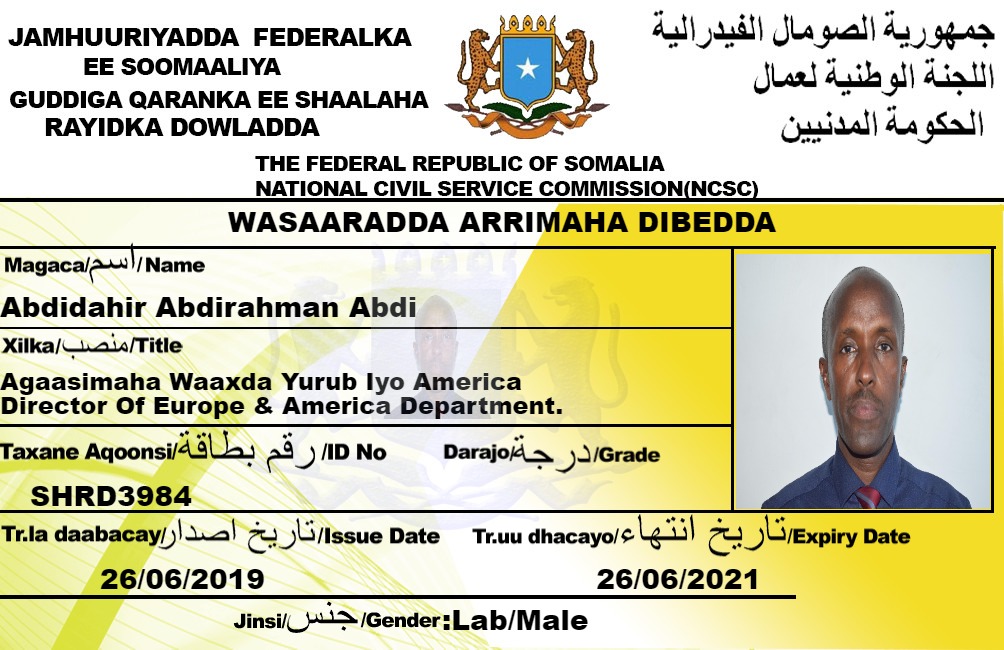 JAMHUURIYADDA FEDERALKA
EE SOOMAALIYA
GUDDIGA QARANKA EE SHAALAHA
RAYIDKA DOWLADDA
جمهورية الصومال الفيدرالية
اللجنة الوطنية لعمال
الحكومة المدنيين
THE FEDERAL REPUBLIC OF SOMALIA
NATIONAL CIVIL SERVICE COMMISSION(NCSC)
WASAARADDA ARRIMAHA DIBEDDA
Magaca/اسم/Name
Abdidahir Abdirahman Abdi
Xilka/منصب/Title
Agaasimaha Waaxda Yurub Iyo America
Director Of Europe & America Department.
Taxane Aqoonsi/رقم بطاقة/ID No
Darajo/درجة/Grade
SHRD3984
Tr.la daabacay/تاريخ اصدار/Issue Date
Tr.uu dhacayo/تاريخ انتهاء/Expiry Date
26/06/2019
26/06/2021
Jinsi/جنس/Gender:Lab/Male